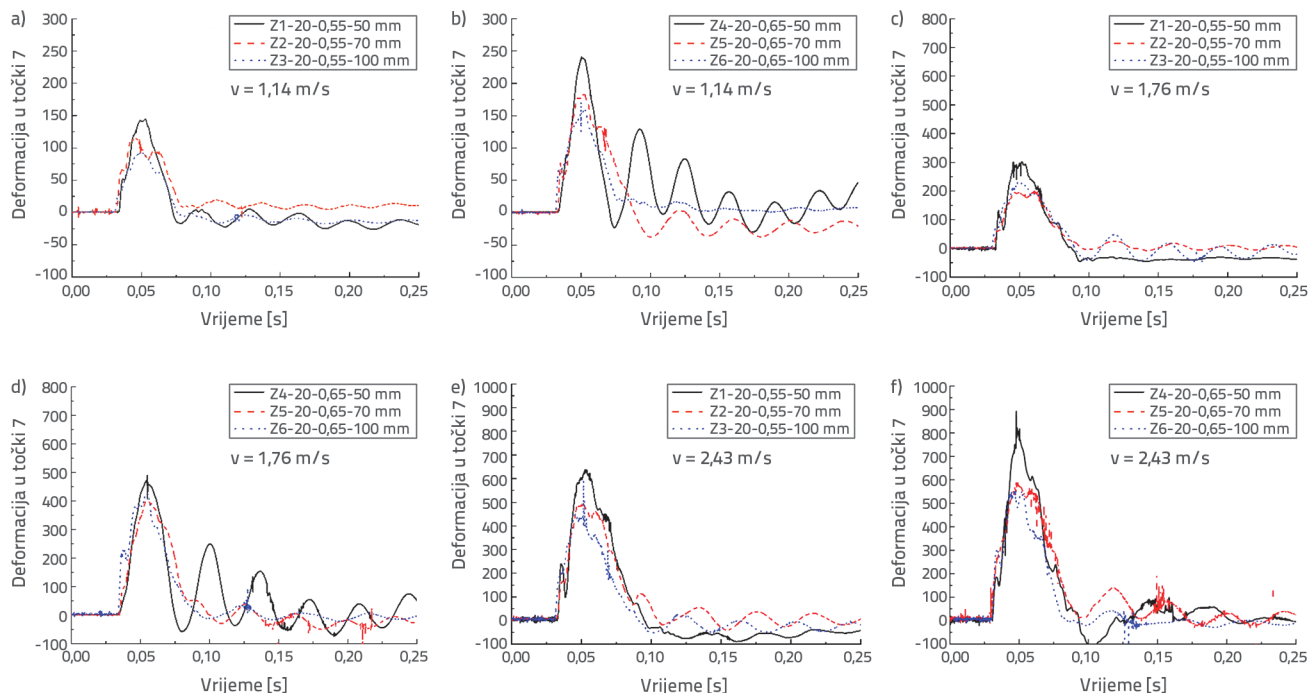 a)
Deformacija u točki 7
300
250
200
150
100
50
0
-50
-100
Z1-20-0,55-50 mm
Z2-20-0,55-70 mm
Z3-20-0,55-100 mm
v = 1,14 m/s
0,00 0,05 0,10 0,15 0,20 0,25
Vrijeme [s]
b)
Deformacija u točki 7
300
250
200
150
100
50
0
-50
-100
Z4-20-0,65-50 mm
Z5-20-0,65-70 mm
Z6-20-0,65-100 mm
v = 1,14 m/s
0,00 0,05 0,10 0,15 0,20 0,25
Vrijeme [s]
c)
Deformacija u točki 7
800
700
600
500
400
300
200
100
0
-100
Z1-20-0,55-50 mm
Z2-20-0,55-70 mm
Z3-20-0,55-100 mm
v = 1,76 m/s
0,00 0,05 0,10 0,15 0,20 0,25
Vrijeme [s]
d)
Deformacija u točki 7
800
700
600
500
400
300
200
100
0
-100
Z4-20-0,65-50 mm
Z5-20-0,65-70 mm
Z6-20-0,65-100 mm
v = 1,76 m/s
0,00 0,05 0,10 0,15 0,20 0,25
Vrijeme [s]
e)
Deformacija u točki 7
1000
900
800
700
600
500
400
300
200
100
0
-100
Z1-20-0,55-50 mm
Z2-20-0,55-70 mm
Z3-20-0,55-100 mm
v = 2,43 m/s
0,00 0,05 0,10 0,15 0,20 0,25
Vrijeme [s]
f)
Deformacija u točki 7
1000
900
800
700
600
500
400
300
200
100
0
-100
Z4-20-0,65-50 mm
Z5-20-0,65-70 mm
Z6-20-0,65-100 mm
v = 2,43 m/s
0,00 0,05 0,10 0,15 0,20 0,25
Vrijeme [s]